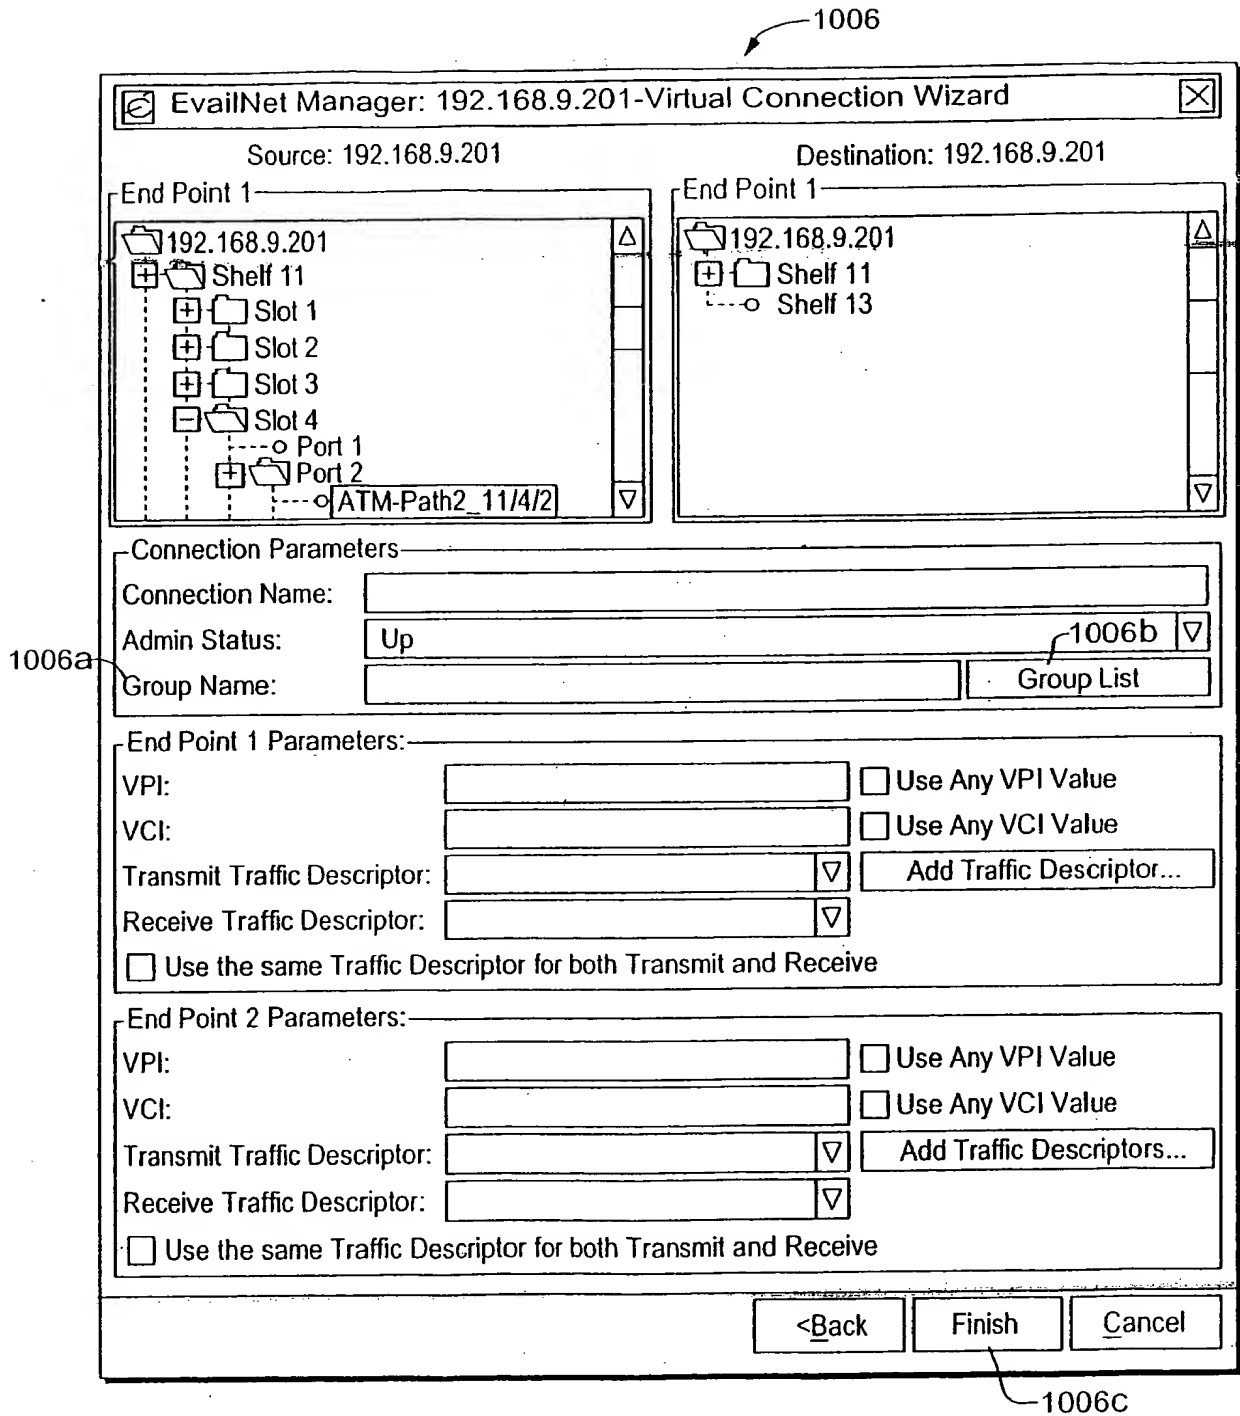 1006
EvailNet Manager: 192.168.9.201-Virtual Connection Wizard
Source: 192.168.9.201
Destination: 192.168.9.201
End Point 1
192.168.9.201
Shelf 11
Slot 1
Slot 2
Slot 3
Slot 4
Port 1
Port 2
ATM-Path2_11/4/2
End Point 1
192.168.9.201
Shelf 11
Shelf 13
Connection Parameters
Connection Name:
Admin Status: Up
1006b
1006a
Group Name:
Group List
End Point 1 Parameters:
VPI:
Use Any VPI Value
VCI:
Use Any VCI Value
Transmit Traffic Descriptor:
Add Traffic Descriptor...
Receive Traffic Descriptor:
Use the same Traffic Descriptor for both Transmit and Receive
End Point 2 Parameters:
VPI:
Use Any VPI Value
VCI:
Use Any VCI Value
Transmit Traffic Descriptor:
Add Traffic Descriptors...
Receive Traffic Descriptor:
Use the same Traffic Descriptor for both Transmit and Receive
<Back
Finish
Cancel
1006c